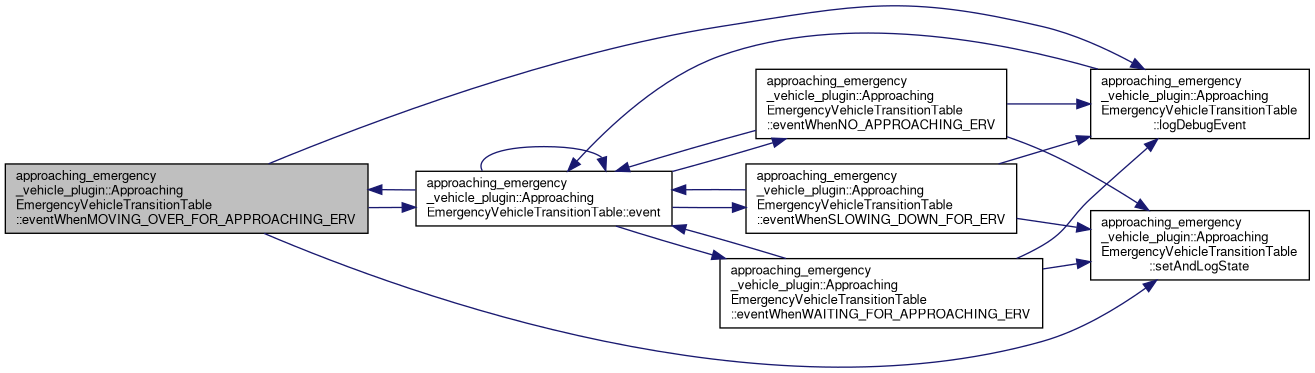 approaching_emergency
_vehicle_plugin::Approaching
EmergencyVehicleTransitionTable
::eventWhenMOVING_OVER_FOR_APPROACHING_ERV
approaching_emergency
_vehicle_plugin::Approaching
EmergencyVehicleTransitionTable::event
approaching_emergency
_vehicle_plugin::Approaching
EmergencyVehicleTransitionTable
::eventWhenNO_APPROACHING_ERV
approaching_emergency
_vehicle_plugin::Approaching
EmergencyVehicleTransitionTable
::eventWhenSLOWING_DOWN_FOR_ERV
approaching_emergency
_vehicle_plugin::Approaching
EmergencyVehicleTransitionTable
::eventWhenWAITING_FOR_APPROACHING_ERV
approaching_emergency
_vehicle_plugin::Approaching
EmergencyVehicleTransitionTable
::logDebugEvent
approaching_emergency
_vehicle_plugin::Approaching
EmergencyVehicleTransitionTable
::setAndLogState